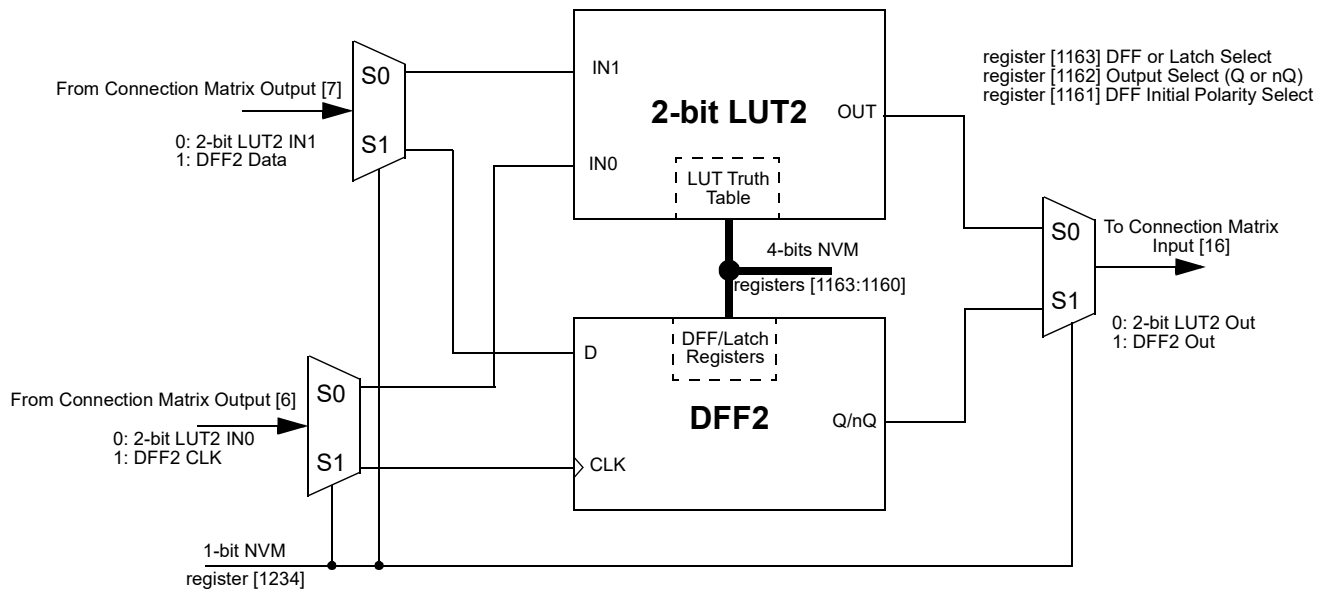 register [1163] DFF or Latch Select
register [1162] Output Select (Q or nQ)
register [1161] DFF Initial Polarity Select
From Connection Matrix Output [7]
0: 2-bit LUT2 IN1
1: DFF2 Data
S0
S1
IN1
IN0
2-bit LUT2
OUT
LUT Truth
Table
4-bits NVM
registers [1163:1160]
S0
S1
To Connection Matrix
Input [16]
0: 2-bit LUT2 Out
1: DFF2 Out
From Connection Matrix Output [6]
0: 2-bit LUT2 IN0
1: DFF2 CLK
S0
S1
D
DFF/Latch
Registers
DFF2
Q/nQ
CLK
1-bit NVM
register [1234]